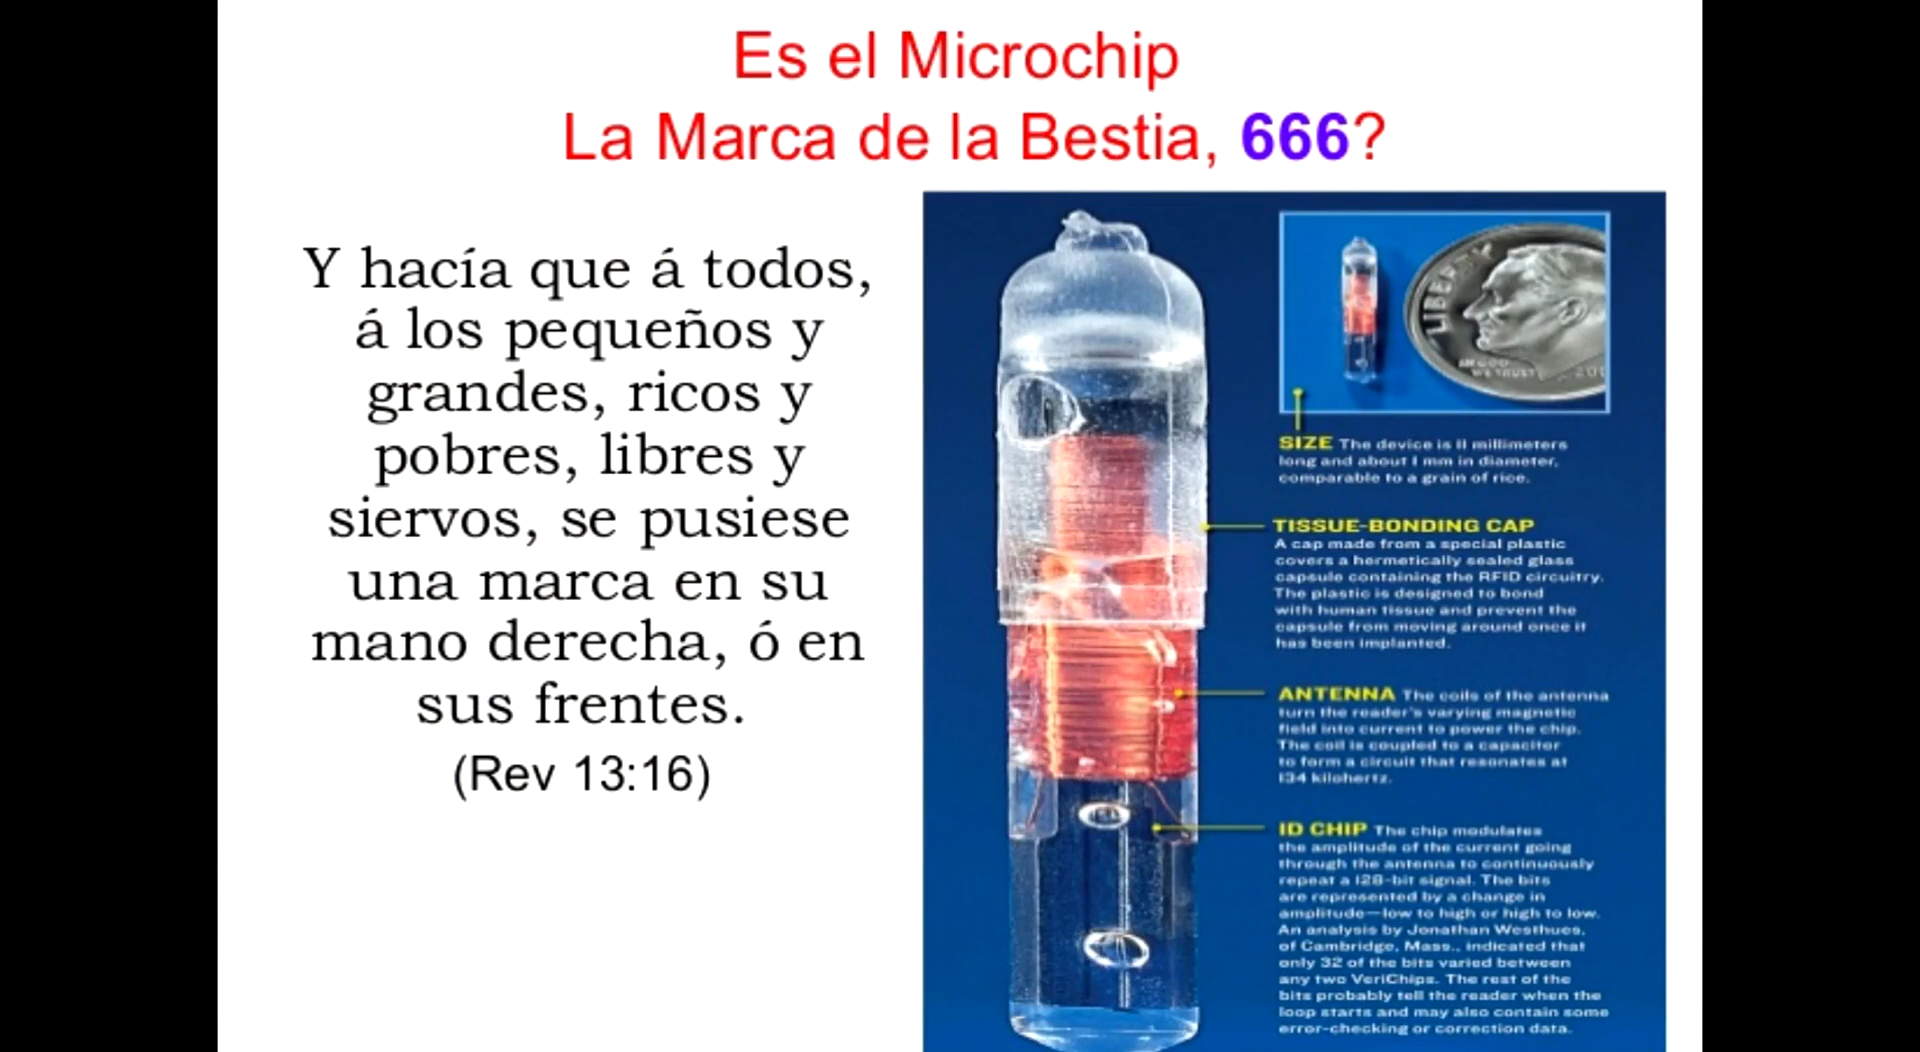 Es el Microchip
La Marca de la Bestia, 666?
Y hacía que á todos,
á los pequeños y
grandes, ricos y
pobres, libres y
siervos, se pusiese
una marca en su
mano derecha, ó en
sus frentes.
(Rev 13:16)
LIBERTY
IN GOD
WE TRUST
SIZE The device is 11 millimeters
long and about 1 mm in diameter,
comparable to a grain of rice.
TISSUE-BONDING CAP
A cap made from a special plastic
covers a hermetically sealed glass
capsule containing the RFID circuitry.
The plastic is designed to bond
with human tissue and prevent the
capsule from moving around once it
has been implanted.
ANTENNA The coils of the antenna
turn the reader's varying magnetic
field into current to power the chip.
The coil is coupled to a capacitor
to form a circuit that resonates at
134 kilohertz.
ID CHIP The chip modulates
the amplitude of the current going
through the antenna to continuously
repeat a 128-bit signal. The bits
are represented by a change in
amplitude—low to high or high to low.
An analysis by Jonathan Westhues,
of Cambridge, Mass., indicated that
only 32 of the bits varied between
any two VeriChips. The rest of the
bits probably tell the reader when the
loop starts and may also contain some
error-checking or correction data.